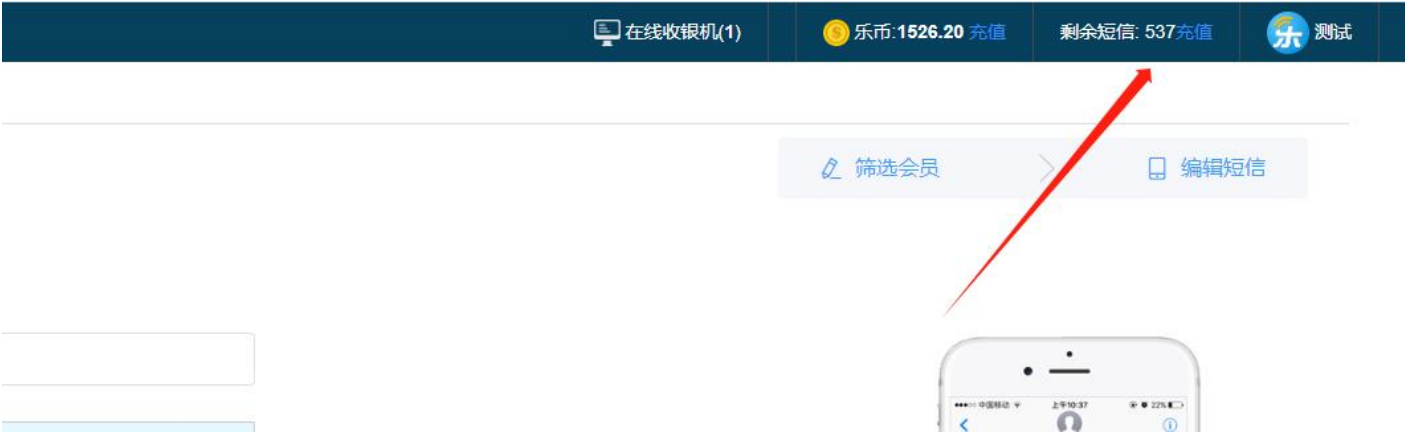 在线收银机(1) 乐币:1526.20 充值 剩余短信: 537充值 乐 测试
筛选会员 编辑短信
中国移动 上午10:37 22%